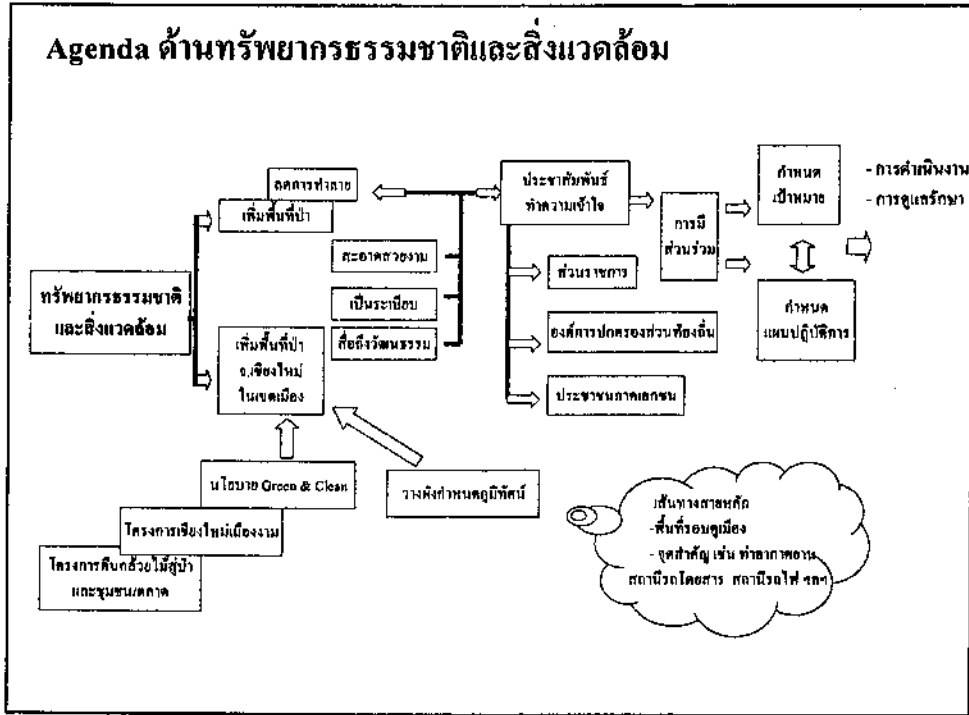 Agenda ด้านทรัพยากรธรรมชาติและสิ่งแวดล้อม
ลดการทำลาย
เพิ่มพื้นที่ป่า
ประชาสัมพันธ์
ทำความเข้าใจ
การมี
ส่วนร่วม
กำหนด
เป้าหมาย
- การดำเนินงาน
- การดูแลรักษา
สะอาดสวยงาม
เป็นระเบียบ
สื่อถึงวัฒนธรรม
ส่วนราชการ
องค์การปกครองส่วนท้องถิ่น
ประชาชนภาคเอกชน
กำหนด
แผนปฏิบัติการ
ทรัพยากรธรรมชาติ
และสิ่งแวดล้อม
เพิ่มพื้นที่ป่า
จ.เชียงใหม่
ในเขตเมือง
นโยบาย Green & Clean
วางผังกำหนดภูมิทัศน์
โครงการเชียงใหม่เมืองงาม
โครงการคืนกล้วยไม้สู่ป่า
และชุมชน/ตลาด
เส้นทางสายหลัก
-พื้นที่รอบคูเมือง
- จุดสำคัญ เช่น ท่าอากาศยาน
สถานีรถโดยสาร สถานีรถไฟ ฯลฯ